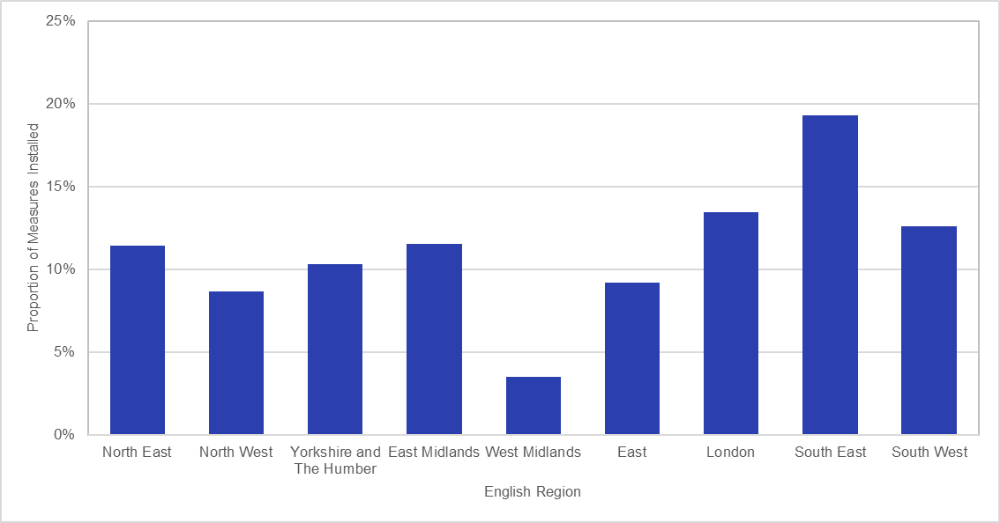 25%
20%
15%
10%
5%
0%
Proportion of Measures Installed
North East
North West
Yorkshire and
The Humber
East Midlands
West Midlands
East
London
South East
South West
English Region